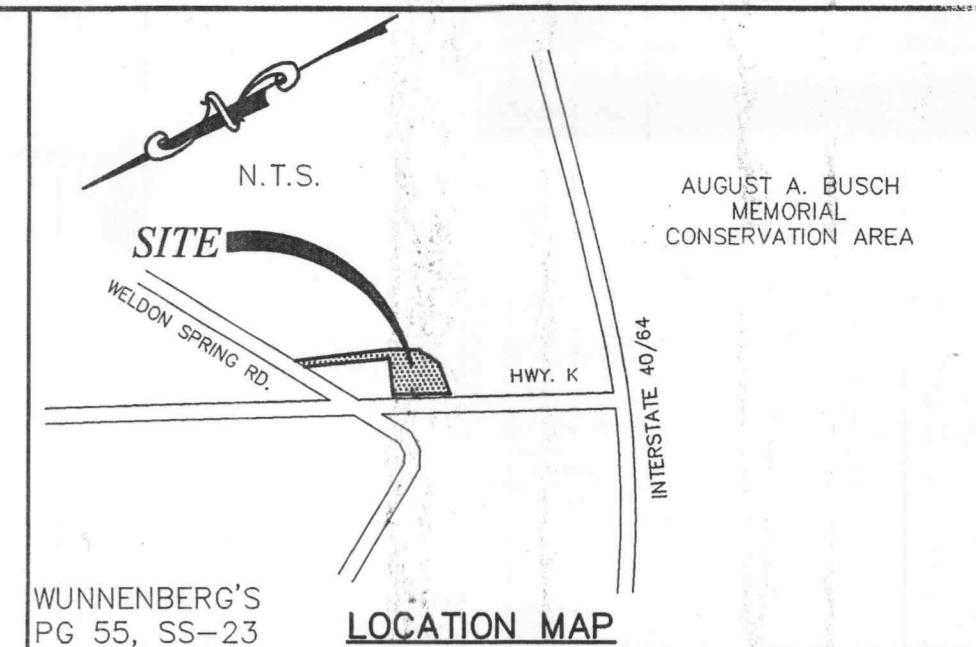 N.T.S.
SITE
AUGUST A. BUSCH
MEMORIAL
CONSERVATION AREA
WELDON SPRING RD.
HWY. K
INTERSTATE 40/64
WUNNENBERG'S
PG 55, SS-23
LOCATION MAP